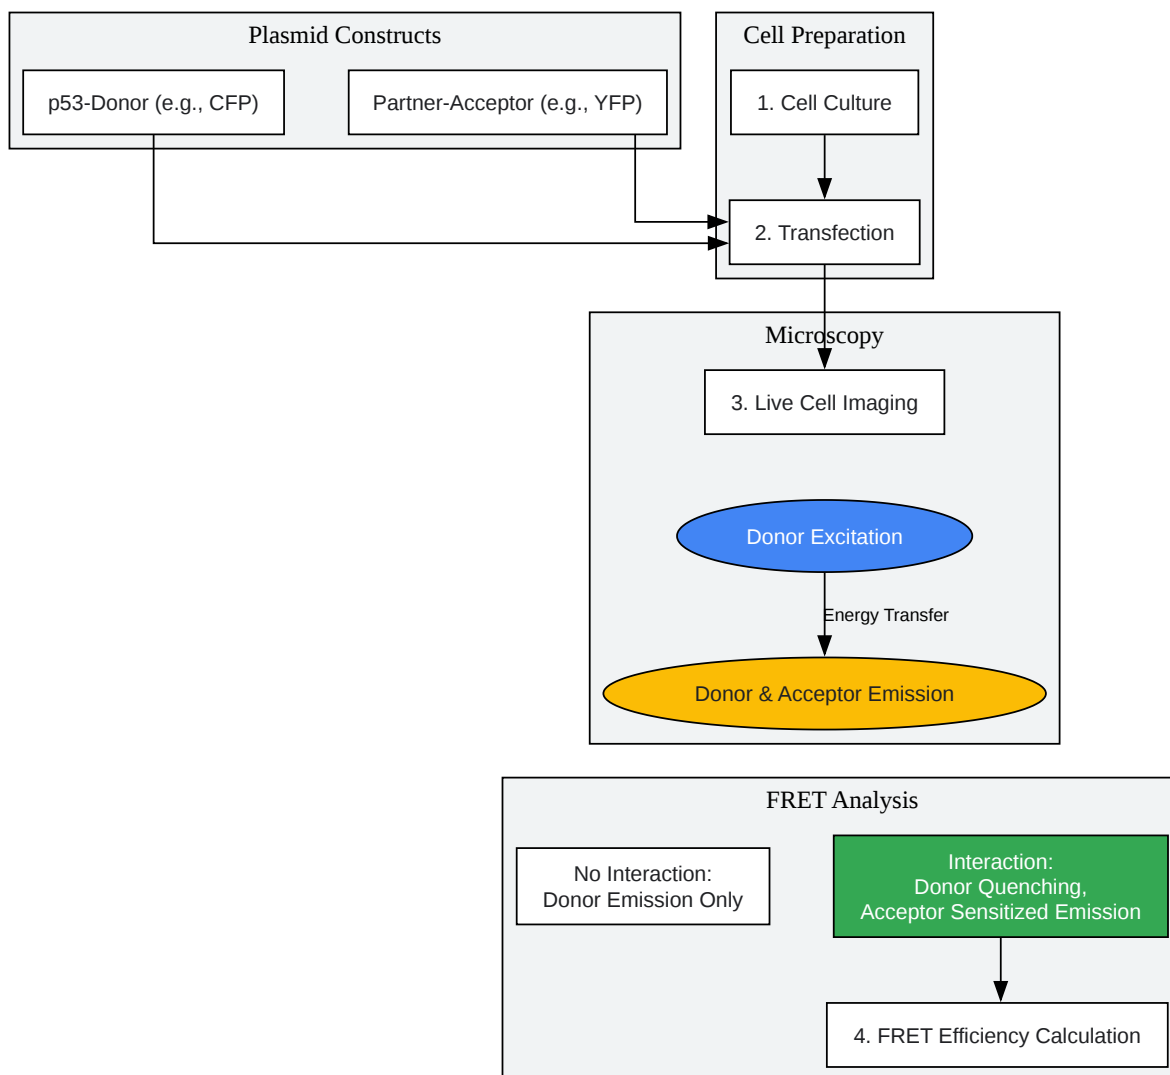 Plasmid Constructs
p53-Donor (e.g., CFP)
Partner-Acceptor (e.g., YFP)
Cell Preparation
1. Cell Culture
2. Transfection
Microscopy
3. Live Cell Imaging
Donor Excitation
Energy Transfer
Donor & Acceptor Emission
FRET Analysis
No Interaction:
Donor Emission Only
Interaction:
Donor Quenching,
Acceptor Sensitized Emission
4. FRET Efficiency Calculation